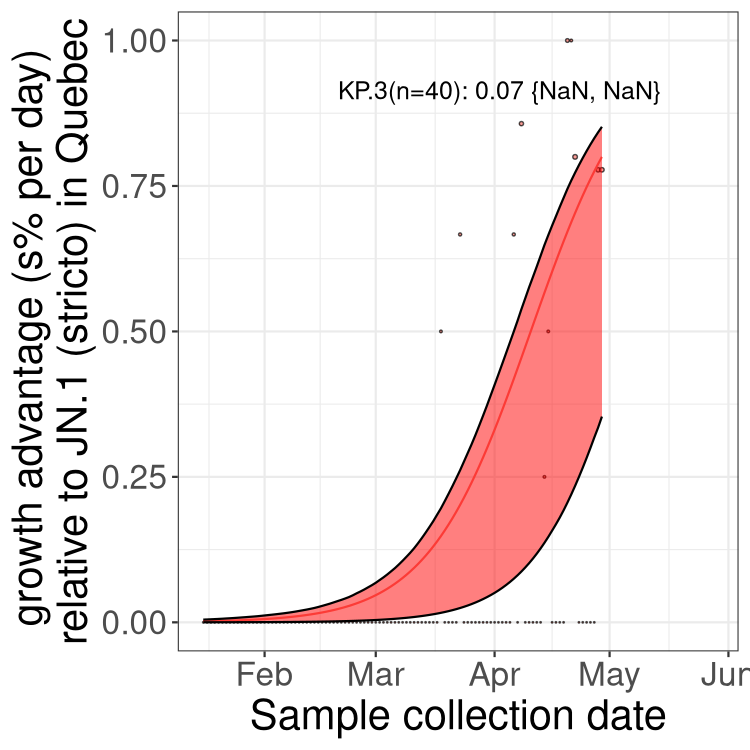 growth advantage (s% per day)
relative to JN.1 (stricto) in Quebec
1.00
0.75
0.50
0.25
0.00
KP.3(n=40): 0.07 {NaN, NaN}
Feb Mar Apr May Jun
Sample collection date